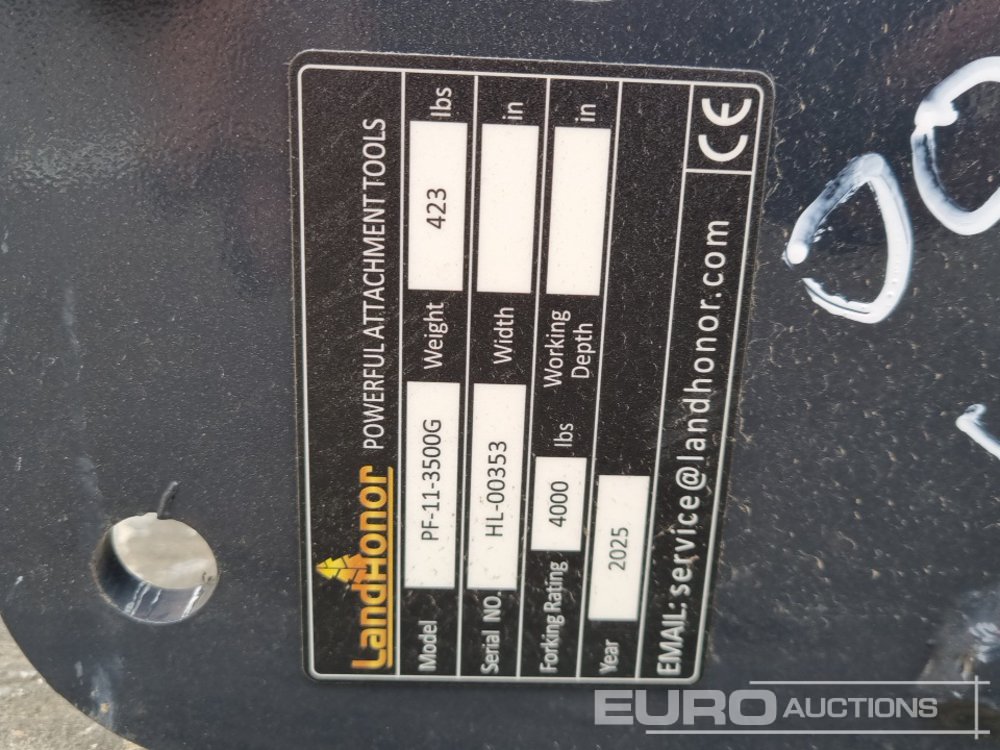 LandHonor POWERFUL ATTACHMENT TOOLS
Model PF-11-3500G Weight 423 lbs
Serial NO. HL-00353 Width in
Forking Rating 4000 lbs Working Depth in
Year 2025
EMAIL: service@landhonor.com CE
EURO AUCTIONS